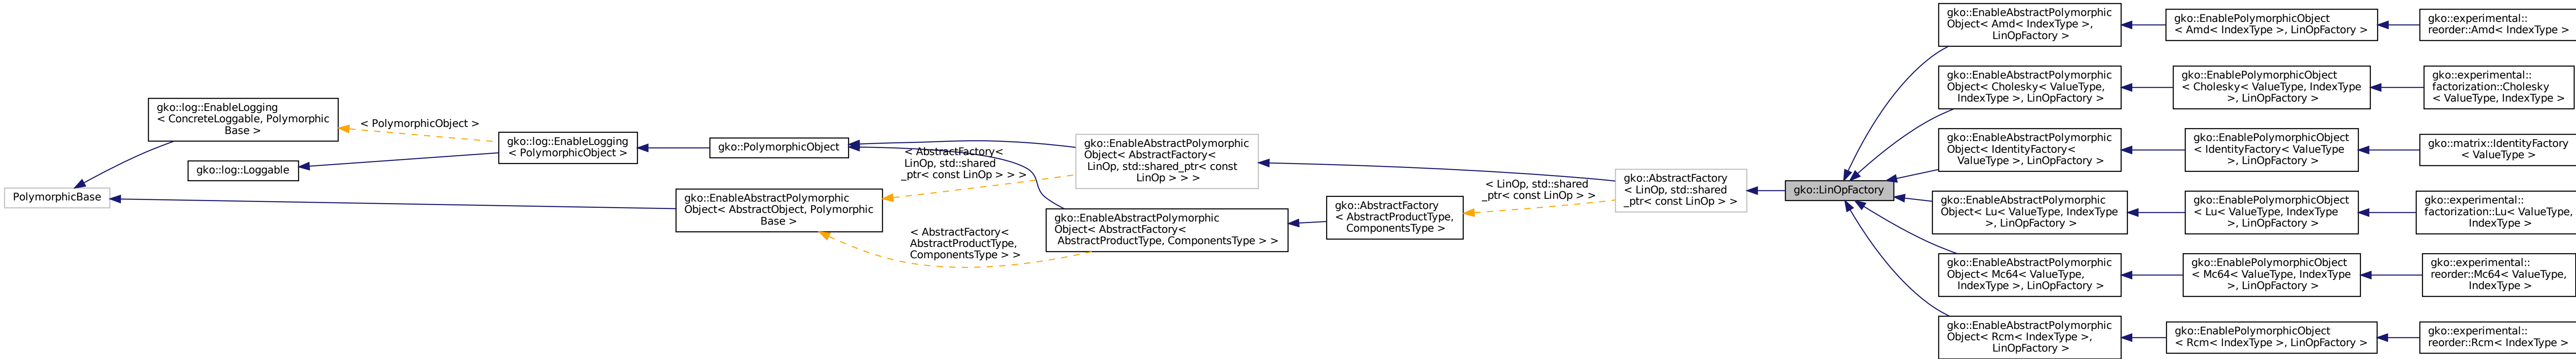 PolymorphicBase
gko::log::EnableLogging
< ConcreteLoggable, Polymorphic
Base >
gko::log::Loggable
< PolymorphicObject >
gko::log::EnableLogging
< PolymorphicObject >
gko::PolymorphicObject
gko::EnableAbstractPolymorphic
Object< AbstractObject, Polymorphic
Base >
< AbstractFactory<
LinOp, std::shared
_ptr< const LinOp > > >
< AbstractFactory<
AbstractProductType,
ComponentsType > >
gko::EnableAbstractPolymorphic
Object< AbstractFactory<
LinOp, std::shared_ptr< const
LinOp > > >
gko::EnableAbstractPolymorphic
Object< AbstractFactory<
AbstractProductType, ComponentsType > >
gko::AbstractFactory
< AbstractProductType,
ComponentsType >
< LinOp, std::shared
_ptr< const LinOp > >
gko::AbstractFactory
< LinOp, std::shared
_ptr< const LinOp > >
gko::LinOpFactory
gko::EnableAbstractPolymorphic
Object< Amd< IndexType >,
LinOpFactory >
gko::EnablePolymorphicObject
< Amd< IndexType >, LinOpFactory >
gko::experimental::
reorder::Amd< IndexType >
gko::EnableAbstractPolymorphic
Object< Cholesky< ValueType,
IndexType >, LinOpFactory >
gko::EnablePolymorphicObject
< Cholesky< ValueType, IndexType
>, LinOpFactory >
gko::experimental::
factorization::Cholesky
< ValueType, IndexType >
gko::EnableAbstractPolymorphic
Object< IdentityFactory<
ValueType >, LinOpFactory >
gko::EnablePolymorphicObject
< IdentityFactory< ValueType
>, LinOpFactory >
gko::matrix::IdentityFactory
< ValueType >
gko::EnableAbstractPolymorphic
Object< Lu< ValueType, IndexType
>, LinOpFactory >
gko::EnablePolymorphicObject
< Lu< ValueType, IndexType
>, LinOpFactory >
gko::experimental::
factorization::Lu< ValueType,
IndexType >
gko::EnableAbstractPolymorphic
Object< Mc64< ValueType,
IndexType >, LinOpFactory >
gko::EnablePolymorphicObject
< Mc64< ValueType, IndexType
>, LinOpFactory >
gko::experimental::
reorder::Mc64< ValueType,
IndexType >
gko::EnableAbstractPolymorphic
Object< Rcm< IndexType >,
LinOpFactory >
gko::EnablePolymorphicObject
< Rcm< IndexType >, LinOpFactory >
gko::experimental::
reorder::Rcm< IndexType >